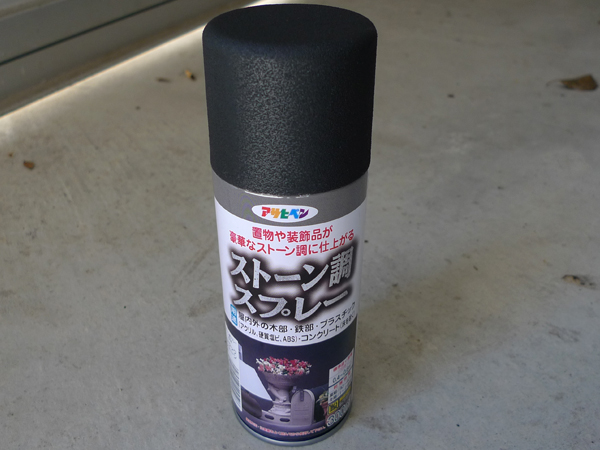 アサヒペン
置物や装飾品が
豪華なストーン調に仕上がる
ストーン調
スプレー
屋内外の木部・鉄部・プラスチック
(アクリル、硬質塩ビ、ABS)・コンクリート